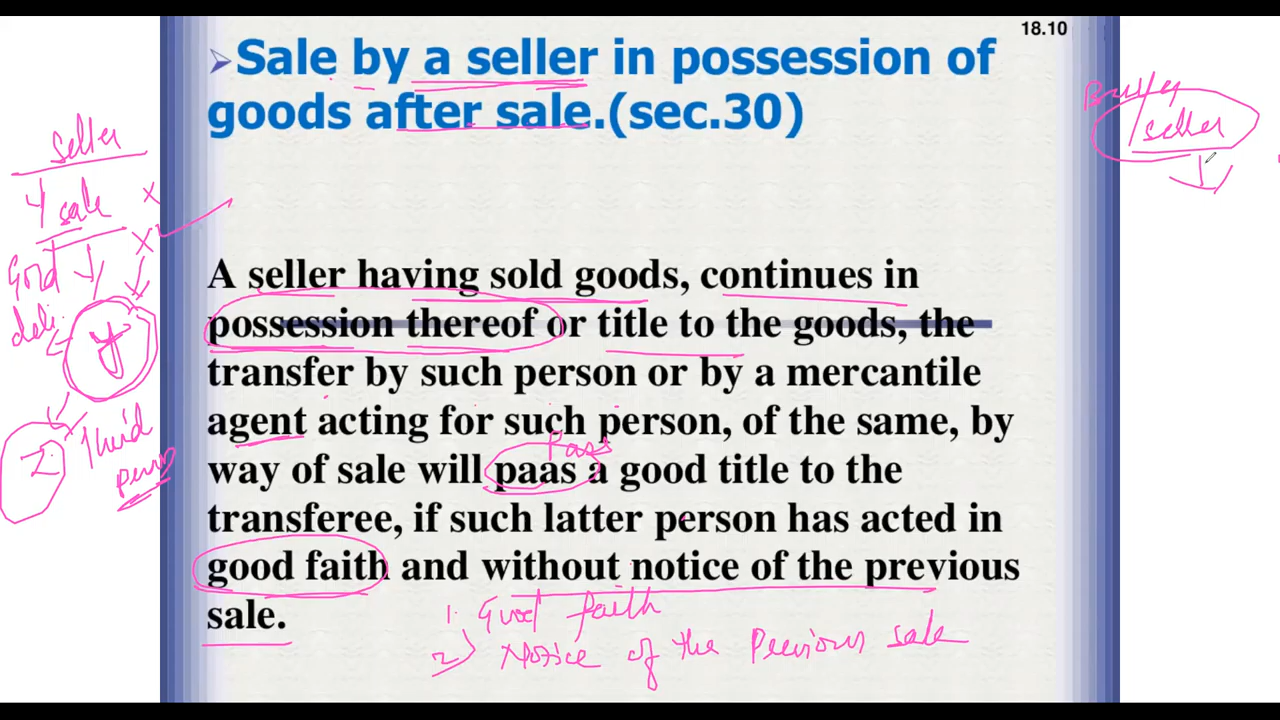 18.10
➢Sale by a seller in possession of
goods after sale.(sec.30)
Buyer
/seller
seller
sale
Good
deli.
y
Z
Third
person
A seller having sold goods, continues in
possession thereof or title to the goods, the
transfer by such person or by a mercantile
agent acting for such person, of the same, by
Pass
way of sale will paas a good title to the
transferee, if such latter person has acted in
good faith and without notice of the previous
sale.
1. Good faith
2) Notice of the Previous sale